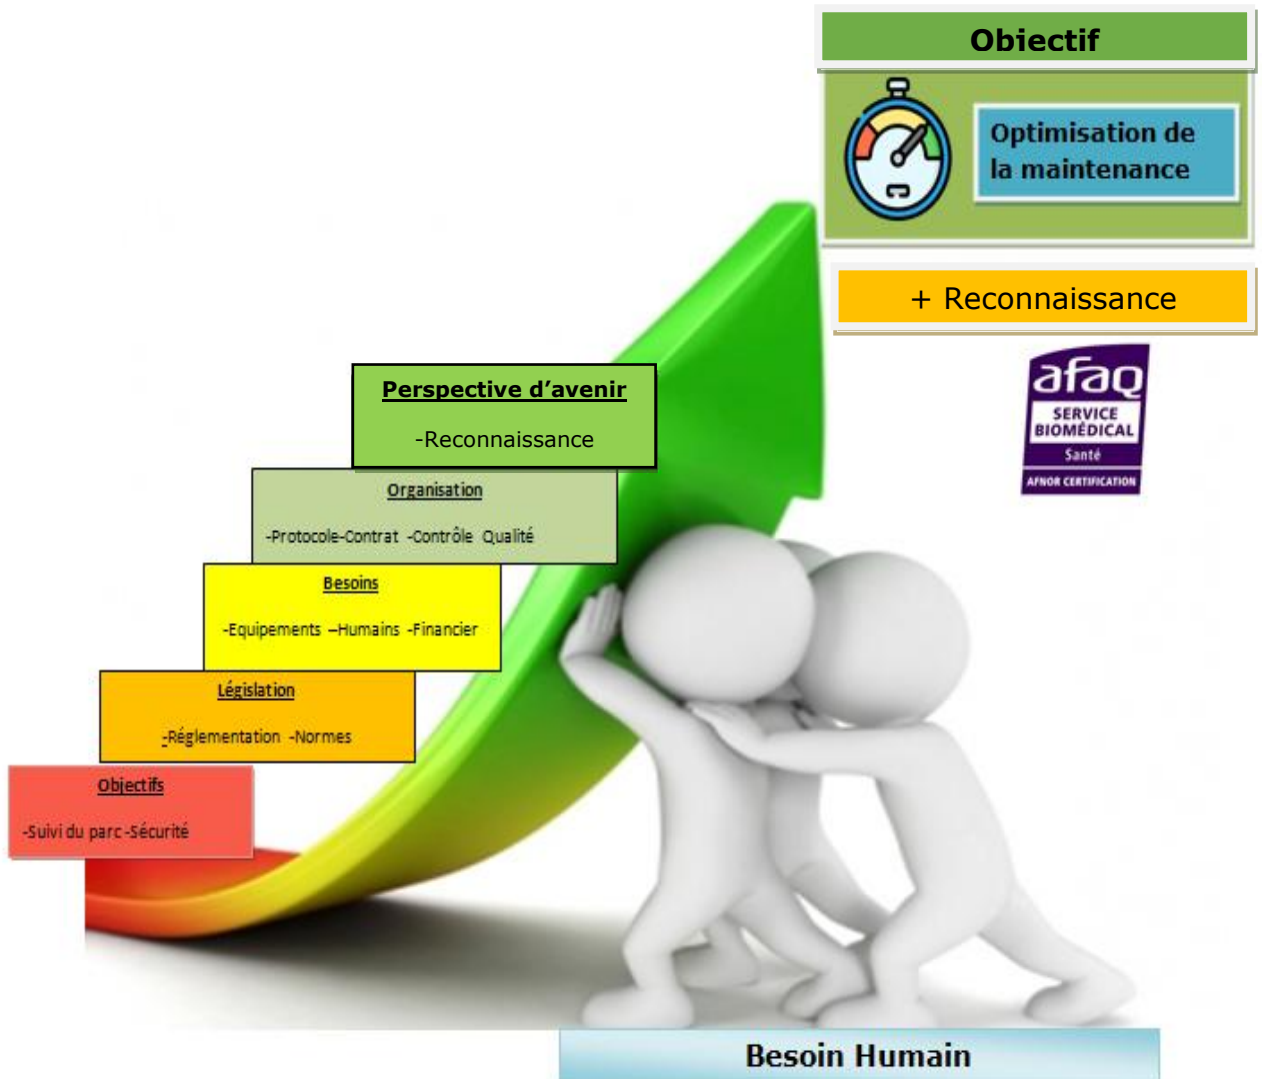 Objectif
Optimisation de
la maintenance
+ Reconnaissance
afaq
SERVICE
BIOMÉDICAL
Santé
AFNOR CERTIFICATION
Perspective d’avenir
-Reconnaissance
Organisation
-Protocole-Contrat -Contrôle Qualité
Besoins
-Equipements –Humains -Financier
Législation
-Réglementation -Normes
Objectifs
-Suivi du parc -Sécurité
Besoin Humain